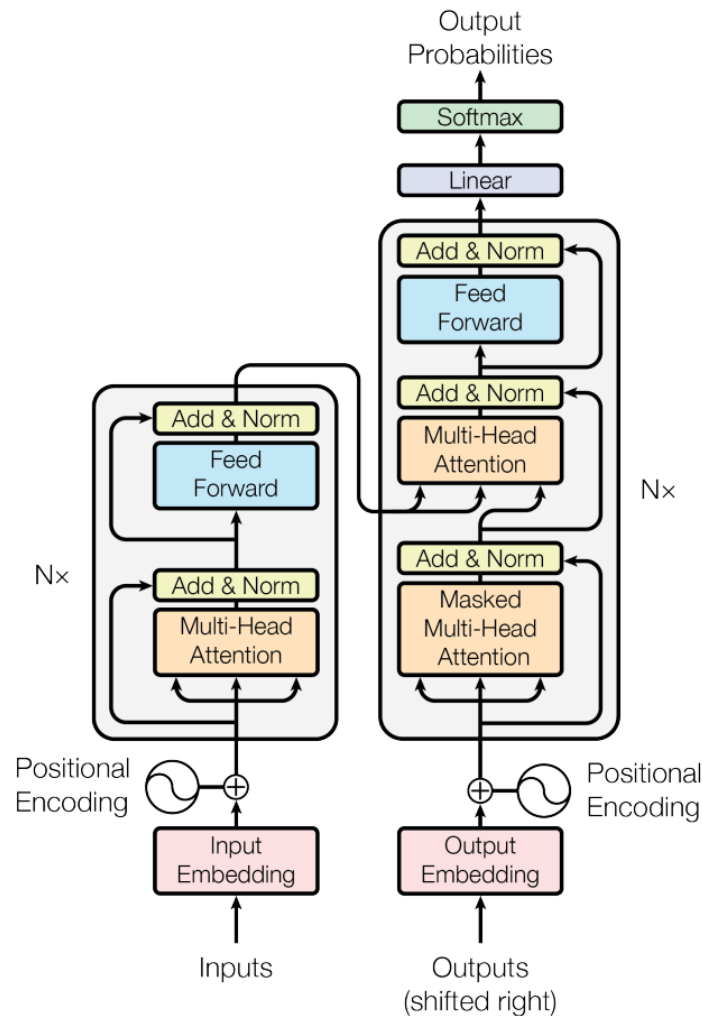 Output
Probabilities
Softmax
Linear
Add & Norm
Feed
Forward
Add & Norm
Multi-Head
Attention
N×
Add & Norm
Masked
Multi-Head
Attention
Add & Norm
Feed
Forward
N×
Add & Norm
Multi-Head
Attention
Positional
Encoding
Positional
Encoding
Input
Embedding
Output
Embedding
Inputs
Outputs
(shifted right)